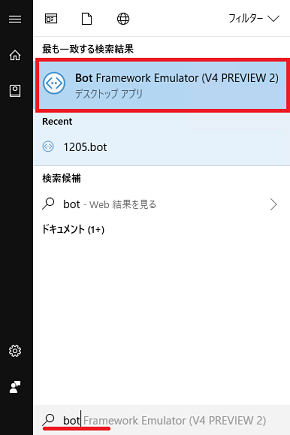 フィルター
最も一致する検索結果
Bot Framework Emulator (V4 PREVIEW 2)
デスクトップ アプリ
Recent
1205.bot
検索候補
bot - Web 結果を見る
ドキュメント (1+)
bot Framework Emulator (V4 PREVIEW 2)